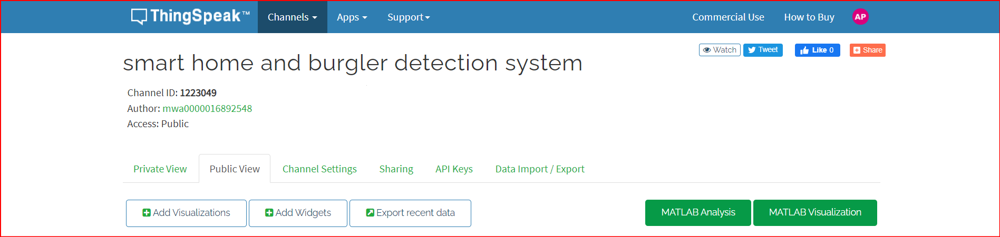 ThingSpeak™ Channels Apps Support Commercial Use How to Buy AP
Watch Tweet Like 0 Share
smart home and burgler detection system
Channel ID: 1223049
Author: mwa0000016892548
Access: Public
Private View Public View Channel Settings Sharing API Keys Data Import / Export
Add Visualizations Add Widgets Export recent data MATLAB Analysis MATLAB Visualization